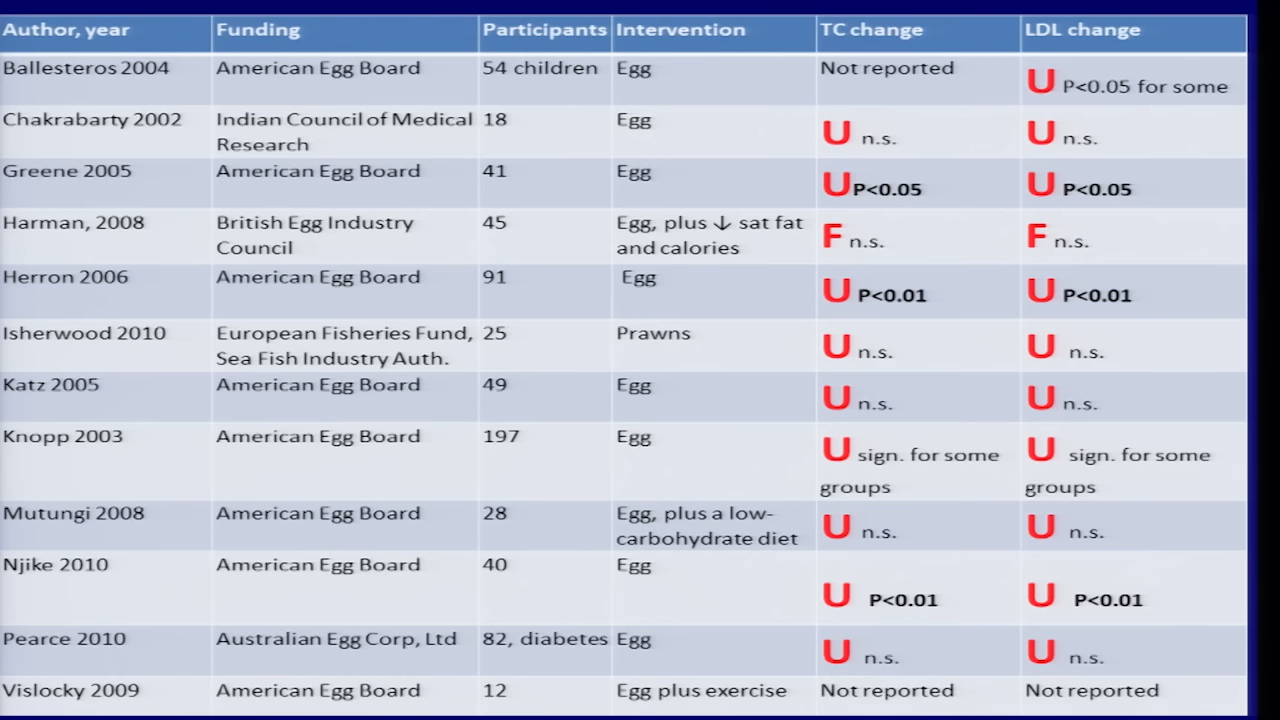 Author, year Funding Participants Intervention TC change LDL change
Ballesteros 2004 American Egg Board 54 children Egg Not reported U P<0.05 for some
Chakrabarty 2002 Indian Council of Medical 18 Egg U n.s. U n.s.
Research
Greene 2005 American Egg Board 41 Egg U P<0.05 U P<0.05
Harman, 2008 British Egg Industry 45 Egg, plus ↓ sat fat F n.s. F n.s.
Council and calories
Herron 2006 American Egg Board 91 Egg U P<0.01 U P<0.01
Isherwood 2010 European Fisheries Fund, 25 Prawns U n.s. U n.s.
Sea Fish Industry Auth.
Katz 2005 American Egg Board 49 Egg U n.s. U n.s.
Knopp 2003 American Egg Board 197 Egg U sign. for some U sign. for some
groups groups
Mutungi 2008 American Egg Board 28 Egg, plus a low- U n.s. U n.s.
carbohydrate diet
Njike 2010 American Egg Board 40 Egg U P<0.01 U P<0.01
Pearce 2010 Australian Egg Corp, Ltd 82, diabetes Egg U n.s. U n.s.
Vislocky 2009 American Egg Board 12 Egg plus exercise Not reported Not reported